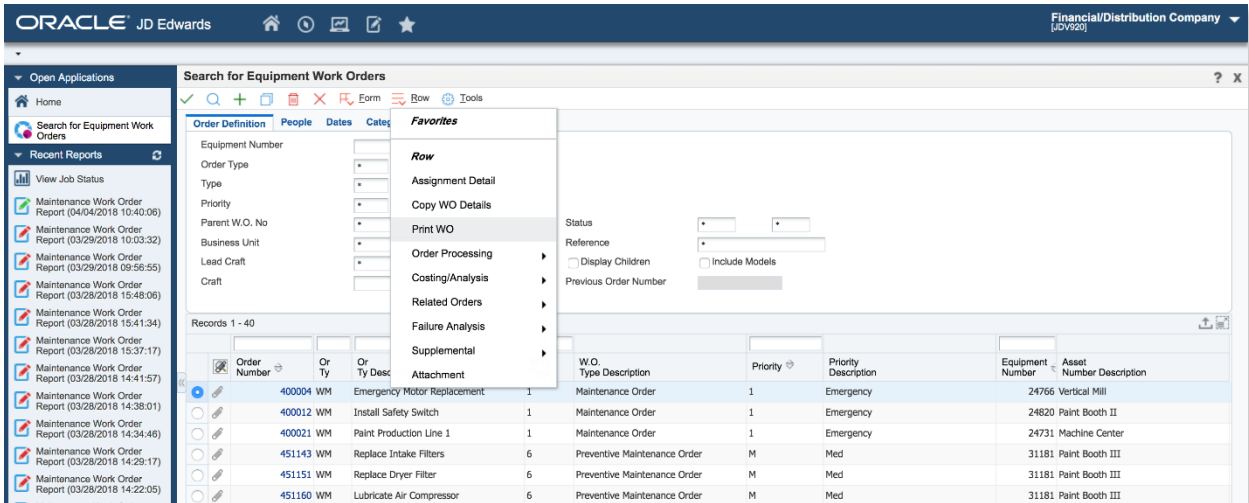 ORACLE JD Edwards
Financial/Distribution Company
[JDV920]
Open Applications
Home
Search for Equipment Work
Orders
Recent Reports
View Job Status
Maintenance Work Order
Report (04/04/2018 10:40:06)
Maintenance Work Order
Report (03/29/2018 10:03:32)
Maintenance Work Order
Report (03/29/2018 09:56:55)
Maintenance Work Order
Report (03/28/2018 15:48:06)
Maintenance Work Order
Report (03/28/2018 15:41:34)
Maintenance Work Order
Report (03/28/2018 15:37:17)
Maintenance Work Order
Report (03/28/2018 14:41:57)
Maintenance Work Order
Report (03/28/2018 14:38:01)
Maintenance Work Order
Report (03/28/2018 14:34:46)
Maintenance Work Order
Report (03/28/2018 14:29:17)
Maintenance Work Order
Report (03/28/2018 14:22:05)
Search for Equipment Work Orders ? X
Form Row Tools
Order Definition People Dates Categ
Equipment Number
Order Type *
Type *
Priority *
Parent W.O. No *
Business Unit *
Lead Craft *
Craft
Favorites
Row
Assignment Detail
Copy WO Details
Print WO
Order Processing
Costing/Analysis
Related Orders
Failure Analysis
Supplemental
Attachment
Status * *
Reference *
Display Children Include Models
Previous Order Number
Records 1 - 40
Order Or Or W.O. Priority Priority Equipment Asset
Number Ty Ty Desc Type Description Description Number Number Description
400004 WM Emergency Motor Replacement 1 Maintenance Order 1 Emergency 24766 Vertical Mill
400012 WM Install Safety Switch 1 Maintenance Order 1 Emergency 24820 Paint Booth II
400021 WM Paint Production Line 1 1 Maintenance Order 1 Emergency 24731 Machine Center
451143 WM Replace Intake Filters 6 Preventive Maintenance Order M Med 31181 Paint Booth III
451151 WM Replace Dryer Filter 6 Preventive Maintenance Order M Med 31181 Paint Booth III
451160 WM Lubricate Air Compressor 6 Preventive Maintenance Order M Med 31181 Paint Booth III